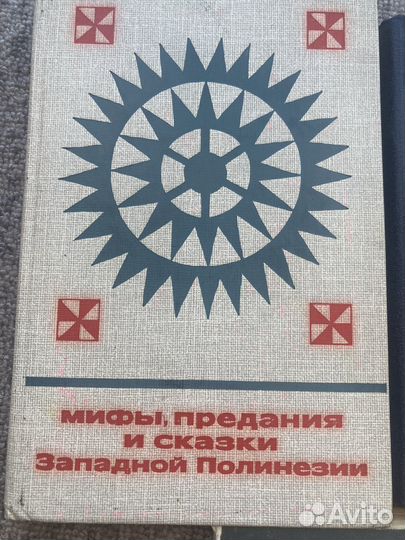 мифы, предания
и сказки
Западной Полинезии
Avito